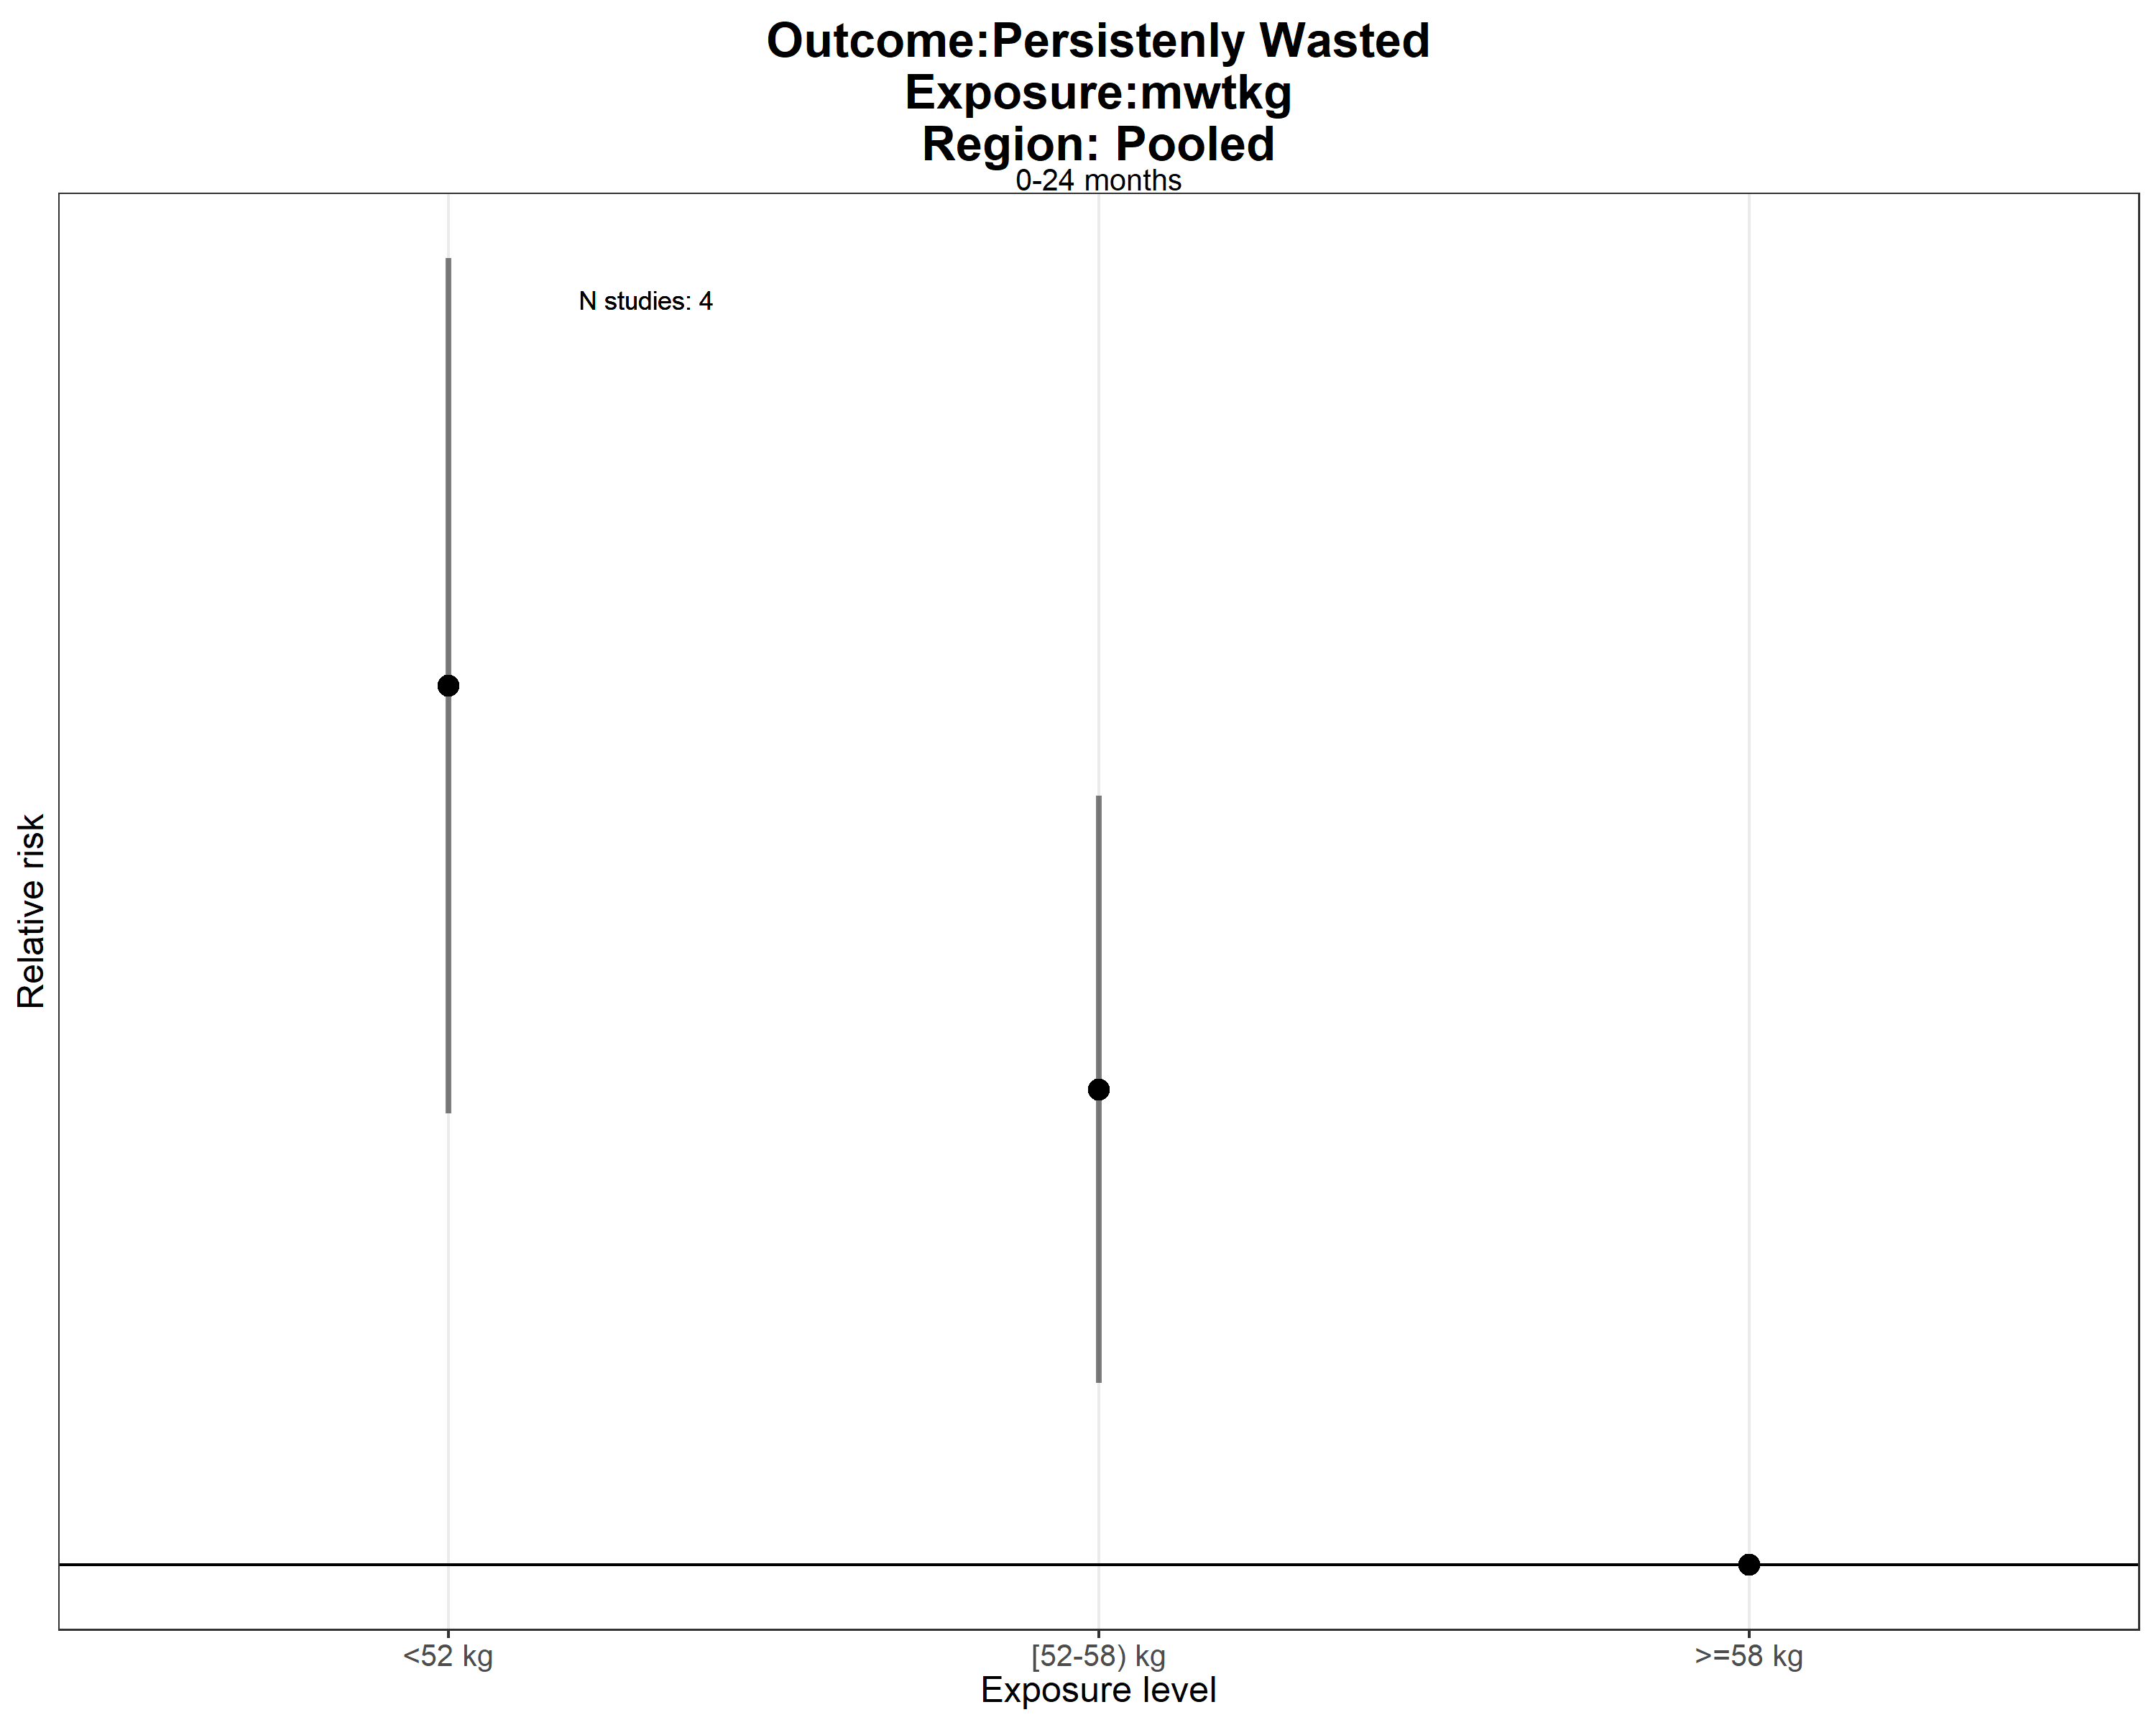 Outcome:Persistenly Wasted
Exposure:mwtkg
Region: Pooled
0-24 months
N studies: 4
Relative risk
<52 kg
[52-58) kg
>=58 kg
Exposure level